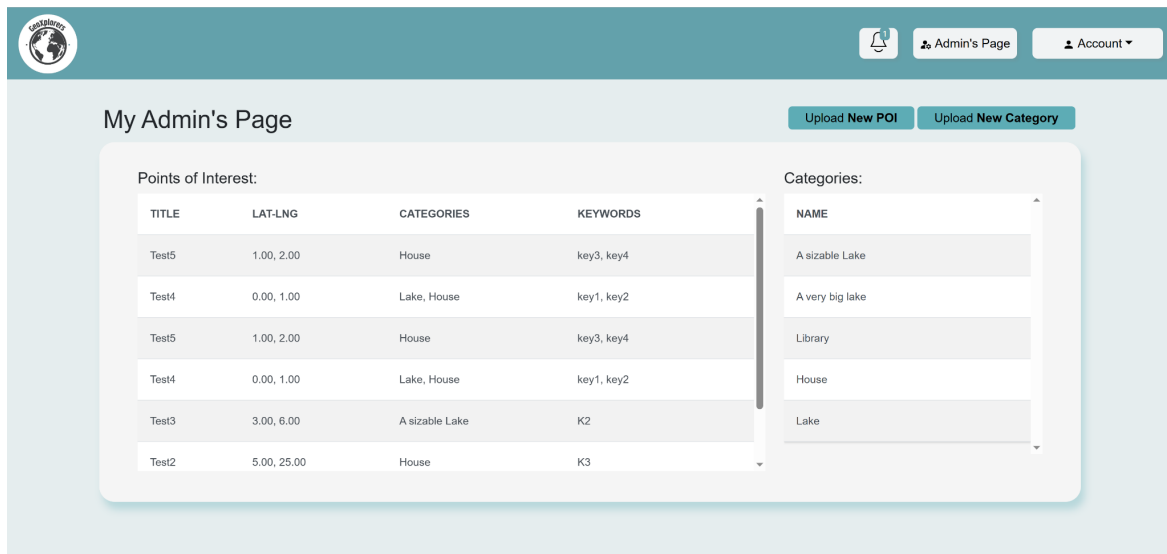 GeoXplorers
1
Admin's Page
Account
My Admin's Page
Upload New POI
Upload New Category
Points of Interest:
TITLE LAT-LNG CATEGORIES KEYWORDS
Test5 1.00, 2.00 House key3, key4
Test4 0.00, 1.00 Lake, House key1, key2
Test5 1.00, 2.00 House key3, key4
Test4 0.00, 1.00 Lake, House key1, key2
Test3 3.00, 6.00 A sizable Lake K2
Test2 5.00, 25.00 House K3
Categories:
NAME
A sizable Lake
A very big lake
Library
House
Lake